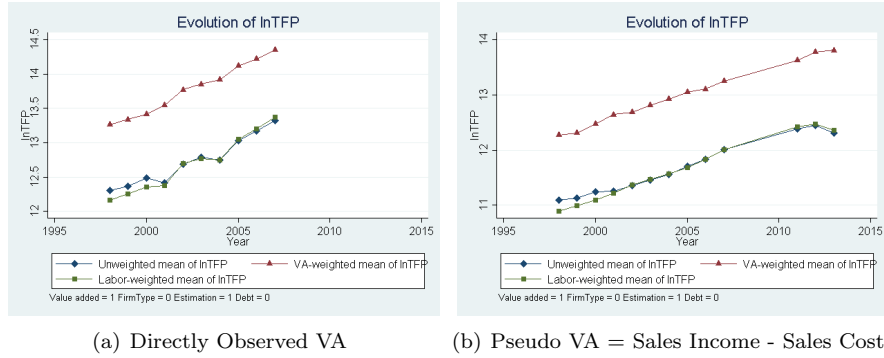 Evolution of lnTFP
14.5
14
13.5
13
12.5
12
lnTFP
1995
2000
2005
2010
2015
Year
Unweighted mean of lnTFP
VA-weighted mean of lnTFP
Labor-weighted mean of lnTFP
Value added = 1 FirmType = 0 Estimation = 1 Debt = 0
(a) Directly Observed VA
Evolution of lnTFP
14
13
12
11
lnTFP
1995
2000
2005
2010
2015
Year
Unweighted mean of lnTFP
VA-weighted mean of lnTFP
Labor-weighted mean of lnTFP
Value added = 1 FirmType = 0 Estimation = 1 Debt = 0
(b) Pseudo VA = Sales Income - Sales Cost